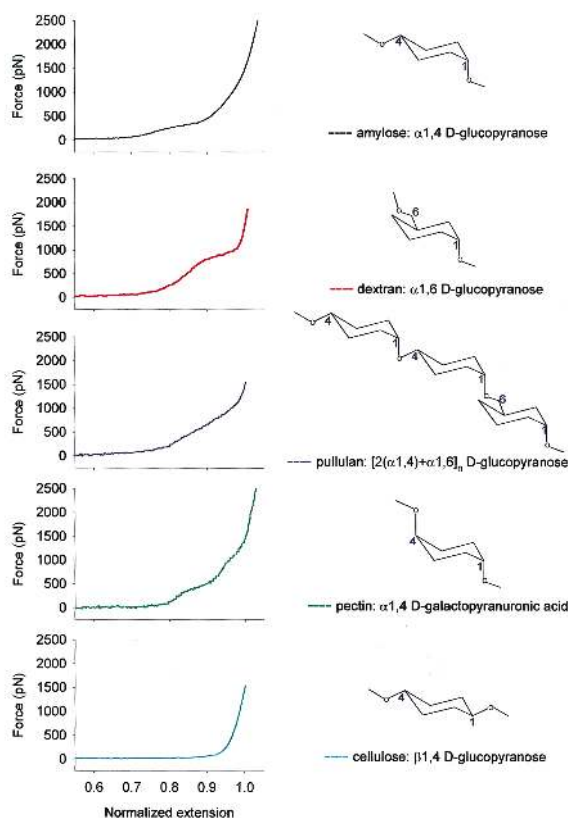 2500
2000
1500
1000
500
0
Force (pN)
4
O
1
O
amylose: α1,4 D-glucopyranose
2500
2000
1500
1000
500
0
Force (pN)
O
6
1
O
dextran: α1,6 D-glucopyranose
2500
2000
1500
1000
500
0
Force (pN)
O
4
1
O
4
1
O
6
1
O
pullulan: [2(α1,4)+α1,6]n D-glucopyranose
2500
2000
1500
1000
500
0
Force (pN)
O
4
1
O
pectin: α1,4 D-galactopyranuronic acid
2500
2000
1500
1000
500
0
Force (pN)
4
O
O
1
cellulose: β1,4 D-glucopyranose
0.6 0.7 0.8 0.9 1.0
Normalized extension